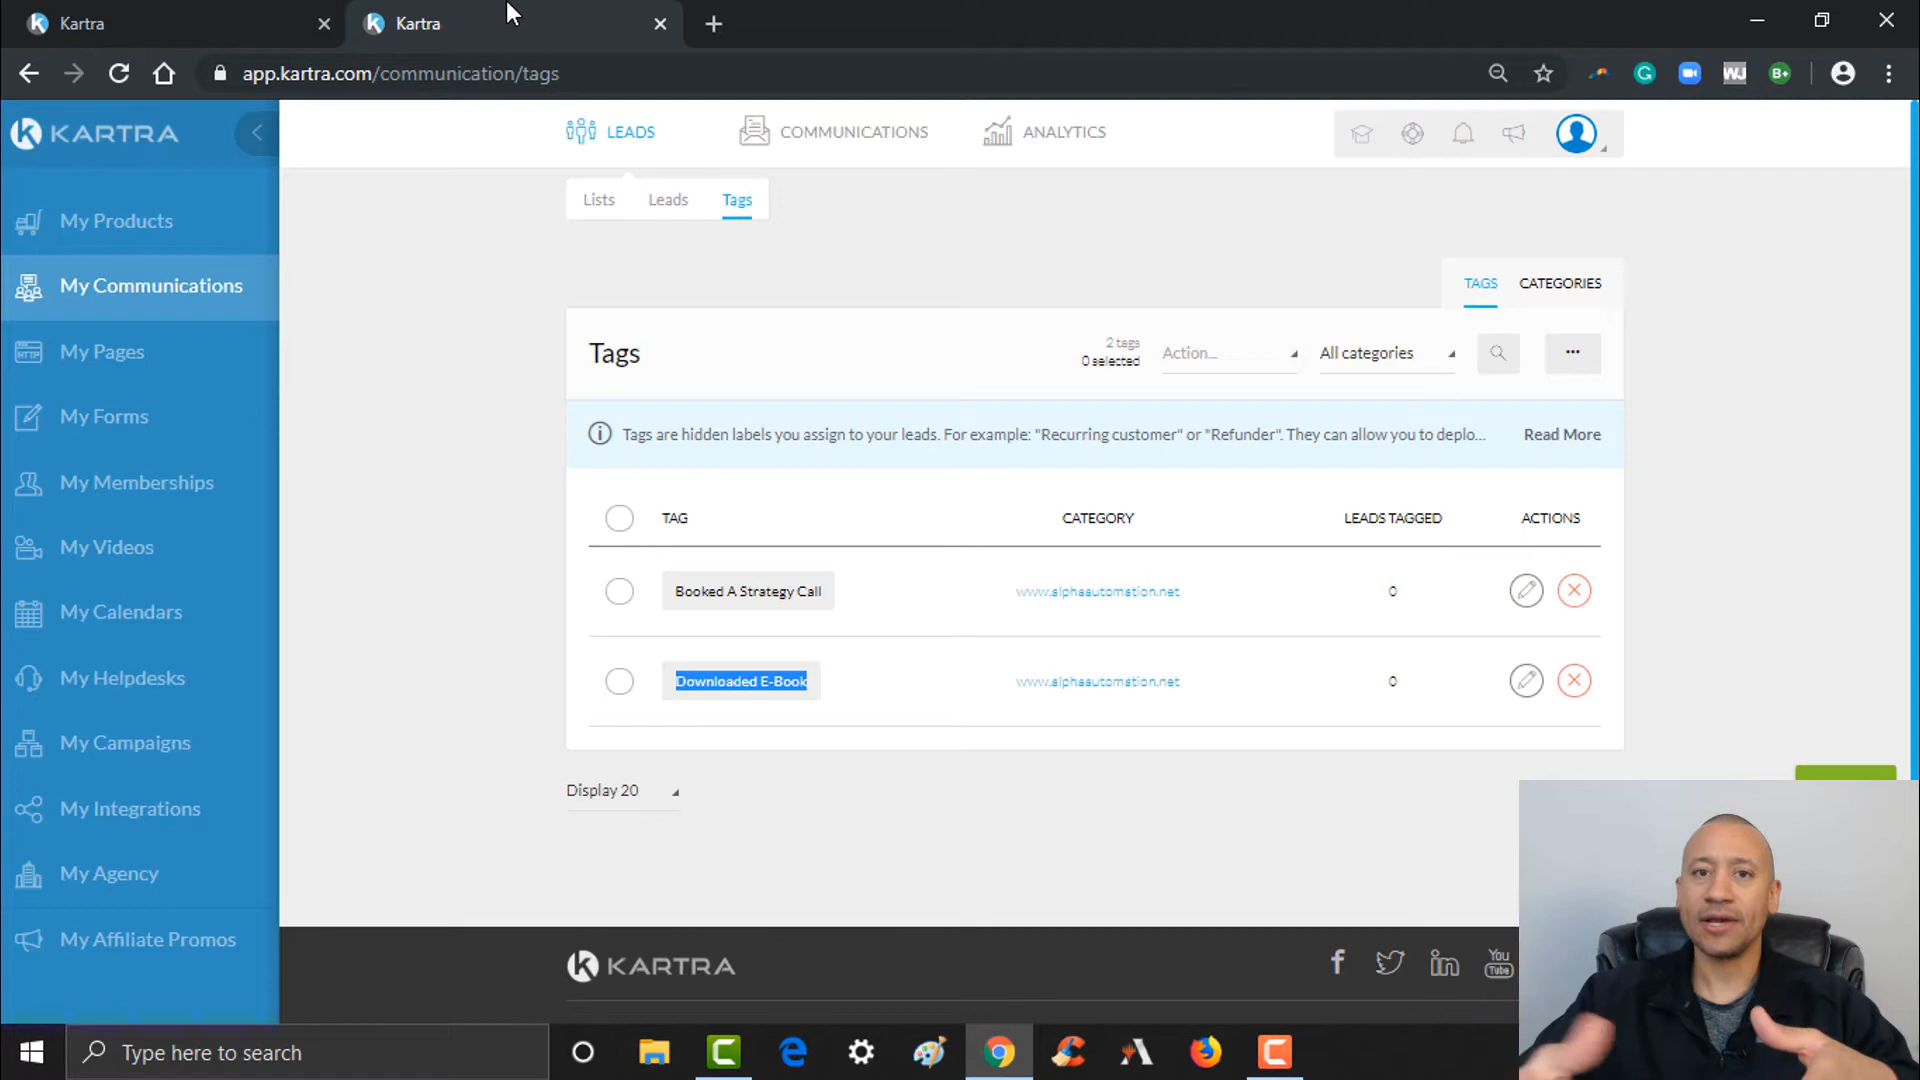 Kartra
Kartra
app.kartra.com/communication/tags
KARTRA
LEADS
COMMUNICATIONS
ANALYTICS
Lists
Leads
Tags
My Products
My Communications
My Pages
My Forms
My Memberships
My Videos
My Calendars
My Helpdesks
My Campaigns
My Integrations
My Agency
My Affiliate Promos
TAGS
CATEGORIES
Tags
2 tags
0 selected
Action...
All categories
Tags are hidden labels you assign to your leads. For example: "Recurring customer" or "Refunder". They can allow you to deplo...
Read More
TAG
CATEGORY
LEADS TAGGED
ACTIONS
Booked A Strategy Call
www.alphaautomation.net
0
Downloaded E-Book
www.alphaautomation.net
0
Display 20
KARTRA
You
Tube
Type here to search